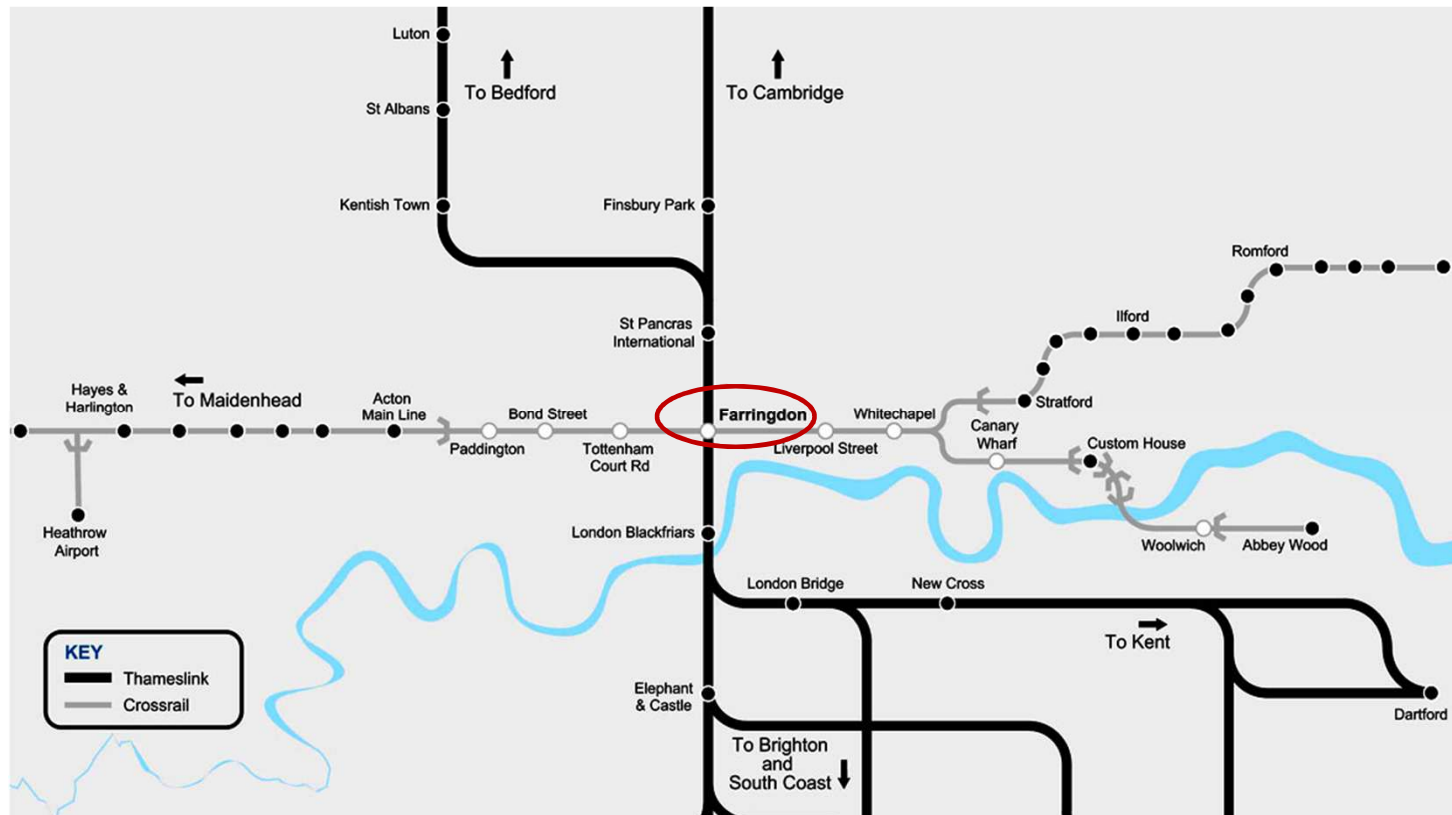 Luton
To Bedford
To Cambridge
St Albans
Kentish Town
Finsbury Park
Romford
St Pancras
International
Ilford
Hayes &
Harlington
To Maidenhead
Acton
Main Line
Bond Street
Farringdon
Whitechapel
Stratford
Paddington
Tottenham
Court Rd
Liverpool Street
Canary
Wharf
Custom House
Heathrow
Airport
London Blackfriars
Woolwich
Abbey Wood
London Bridge
New Cross
To Kent
KEY
Thameslink
Crossrail
Elephant
& Castle
Dartford
To Brighton
and
South Coast